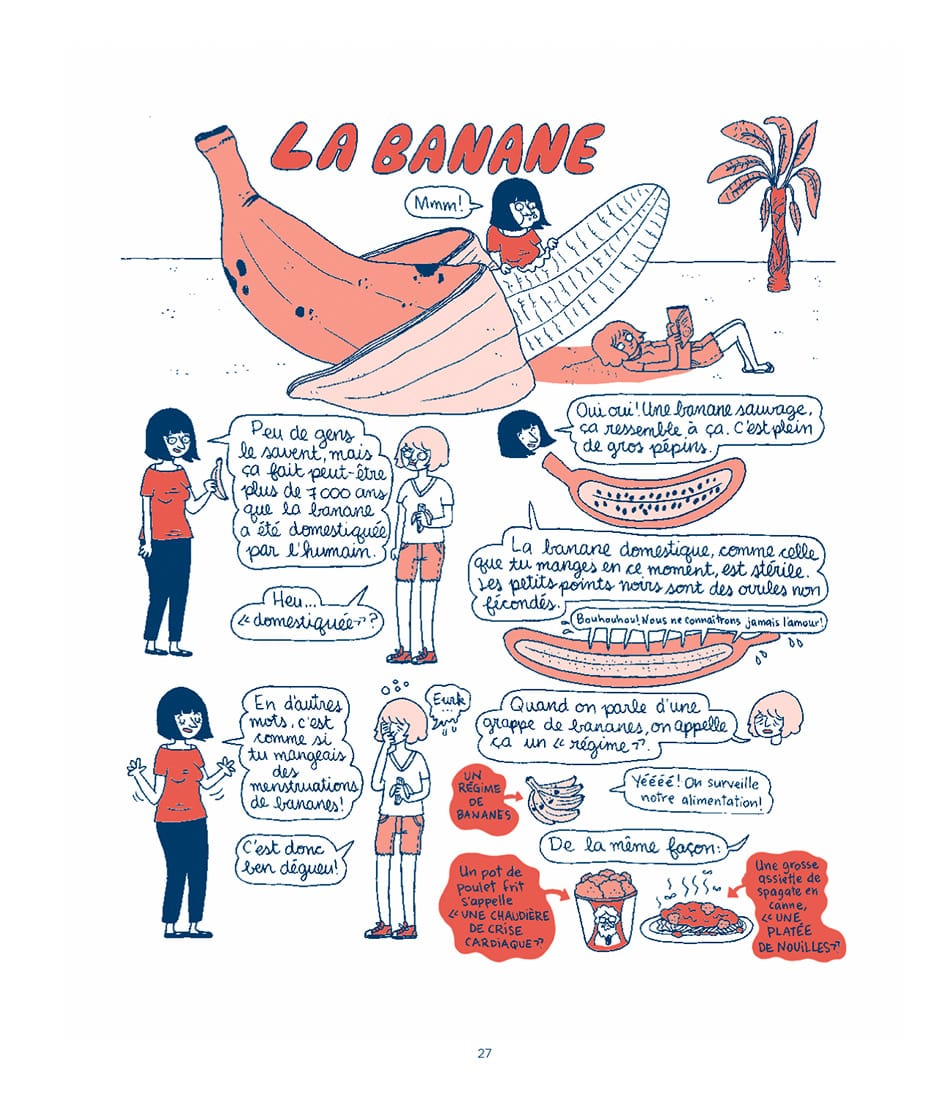 LA BANANE
Mmm!
Peu de gens
le savent, mais
ça fait peut-être
plus de 7000 ans
que la banane
a été domestiquée
par l'humain.
Heu...
« domestiquée » ?
Oui oui! Une banane sauvage,
ça ressemble à ça. C'est plein
de gros pépins.
La banane domestique, comme celle
que tu manges en ce moment, est stérile.
Les petits points noirs sont des ovules non
fécondés.
Bouhouhou! Nous ne connaîtrons jamais l'amour!
En d'autres
mots, c'est
comme si
tu mangeais
des
menstruations
de bananes!
Eurk
C'est donc
ben dégueu!
Quand on parle d'une
grappe de bananes, on appelle
ça un « régime ».
UN
RÉGIME
DE
BANANES
Yéééé! On surveille
notre alimentation!
De la même façon:
Un pot de
poulet frit
s'appelle
« UNE CHAUDIÈRE
DE CRISE
CARDIAQUE »
Une grosse
assiette de
spagate en
canne,
« UNE
PLATÉE
DE NOUILLES »
27